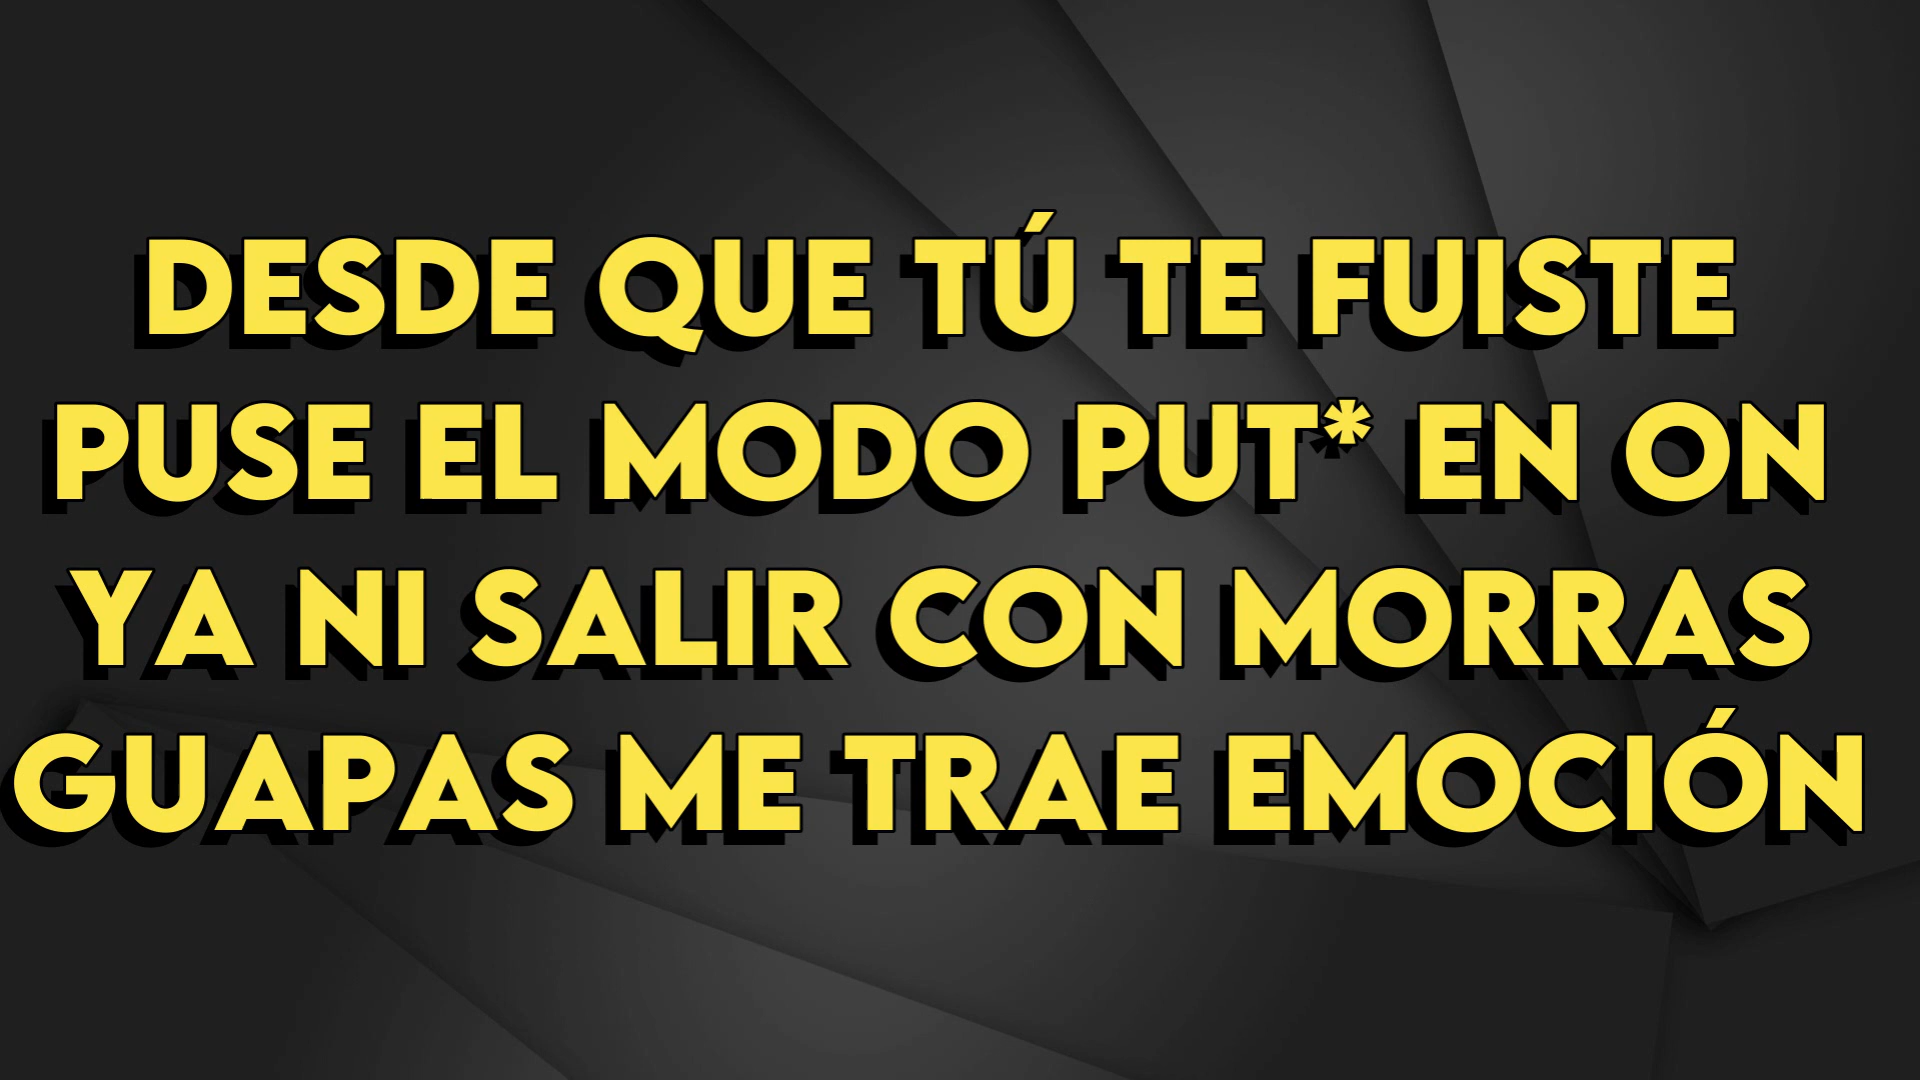 DESDE QUE TÚ TE FUISTE
PUSE EL MODO PUT* EN ON
YA NI SALIR CON MORRAS
GUAPAS ME TRAE EMOCIÓN